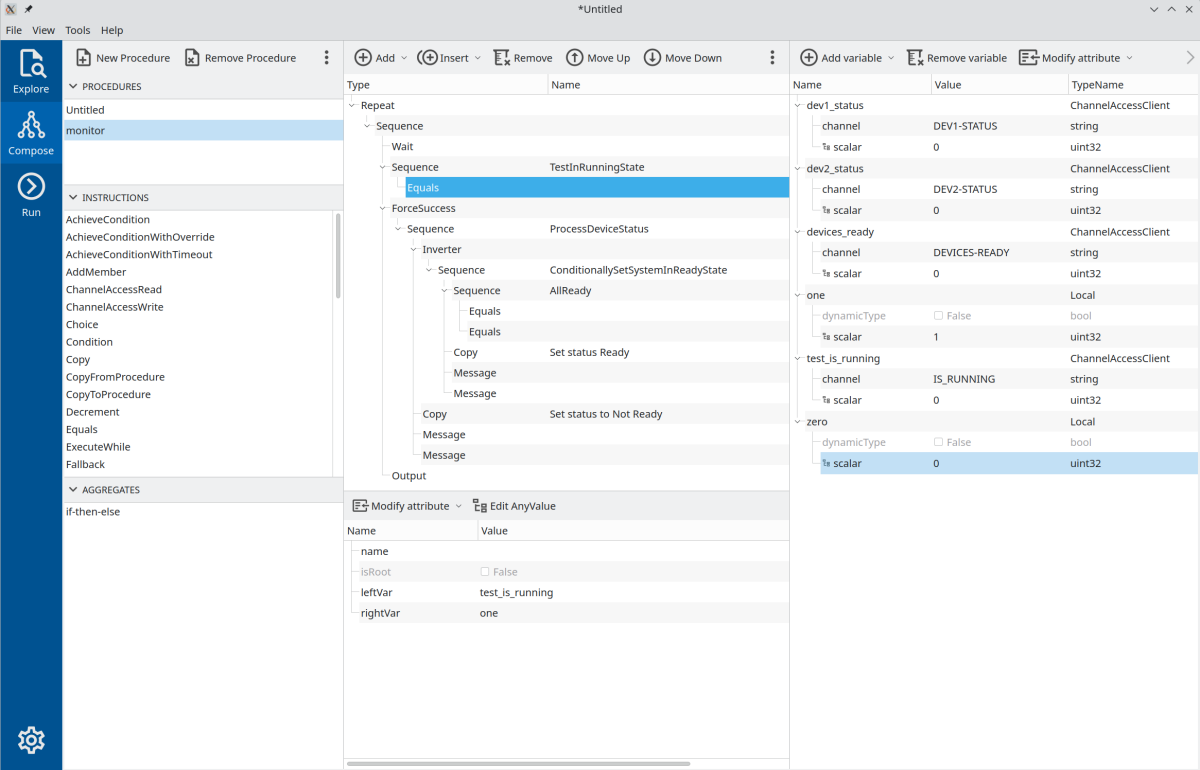 *Untitled
File View Tools Help
Explore
Compose
Run
New Procedure Remove Procedure
PROCEDURES
Untitled
monitor
INSTRUCTIONS
AchieveCondition
AchieveConditionWithOverride
AchieveConditionWithTimeout
AddMember
ChannelAccessRead
ChannelAccessWrite
Choice
Condition
Copy
CopyFromProcedure
CopyToProcedure
Decrement
Equals
ExecuteWhile
Fallback
AGGREGATES
if-then-else
Add Insert Remove Move Up Move Down
Type Name
Repeat
Sequence
Wait
Sequence TestInRunningState
Equals
ForceSuccess
Sequence ProcessDeviceStatus
Inverter
Sequence ConditionallySetSystemInReadyState
Sequence AllReady
Equals
Equals
Copy Set status Ready
Message
Message
Copy Set status to Not Ready
Message
Message
Output
Modify attribute Edit AnyValue
Name Value
name
isRoot False
leftVar test_is_running
rightVar one
Add variable Remove variable Modify attribute
Name Value TypeName
dev1_status ChannelAccessClient
channel DEV1-STATUS string
scalar 0 uint32
dev2_status ChannelAccessClient
channel DEV2-STATUS string
scalar 0 uint32
devices_ready ChannelAccessClient
channel DEVICES-READY string
scalar 0 uint32
one Local
dynamicType False bool
scalar 1 uint32
test_is_running ChannelAccessClient
channel IS_RUNNING string
scalar 0 uint32
zero Local
dynamicType False bool
scalar 0 uint32